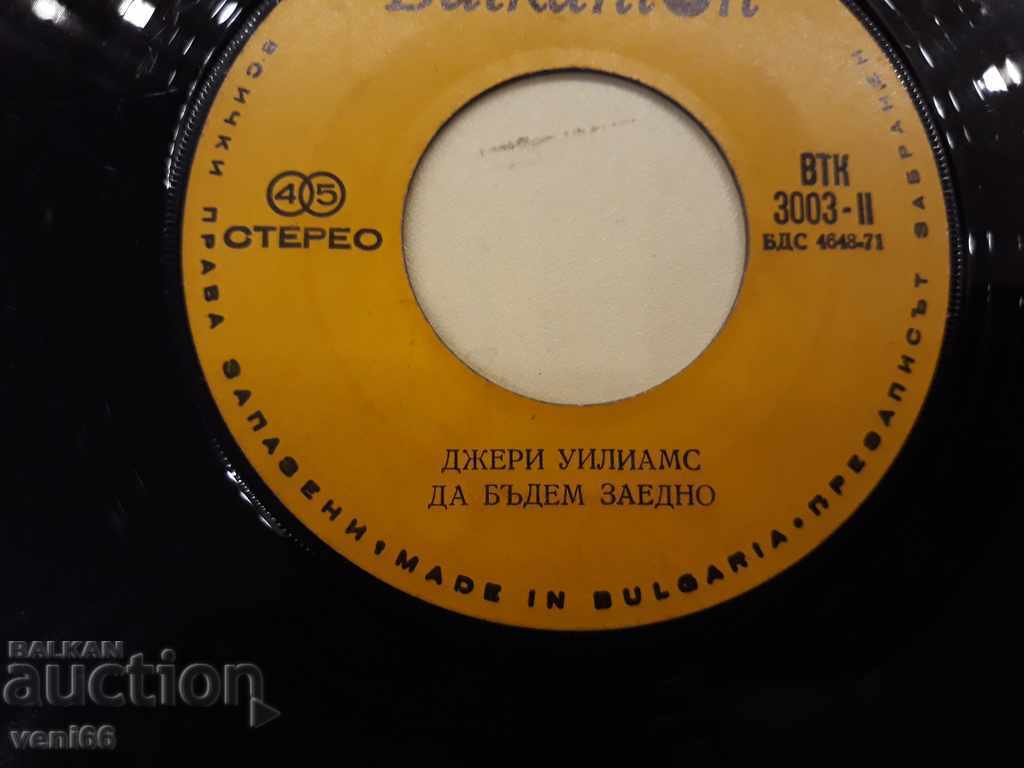 Balkanton
ВСИЧКИ ПРАВА ЗАПАЗЕНИ • MADE IN BULGARIA • ПРЕЗАПИСЪТ ЗАБРАНЕН
45
СТЕРЕО
ВТК
3003-II
БДС 4648-71
ДЖЕРИ УИЛИАМС
ДА БЪДЕМ ЗАЕДНО
BALKAN
auction
veni66